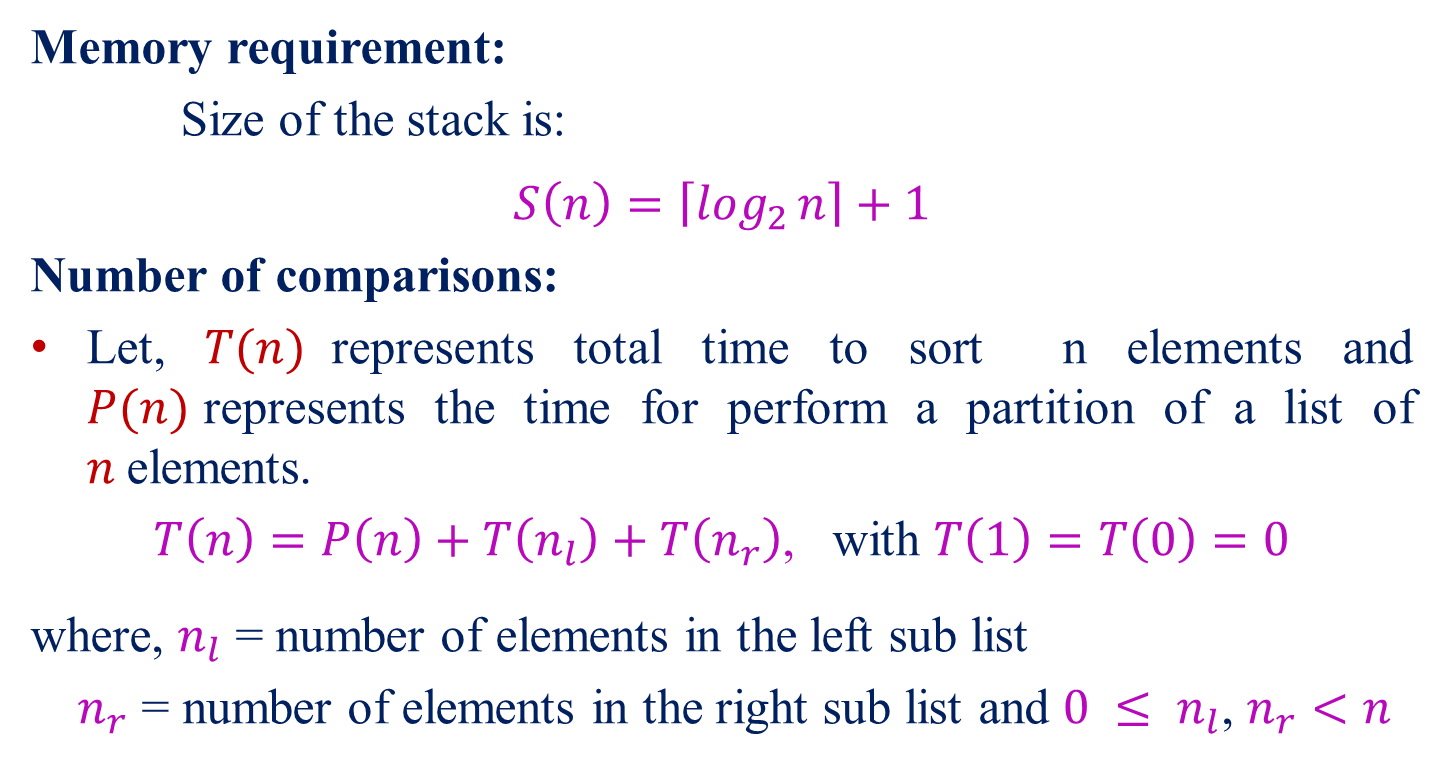 Memory requirement:
Size of the stack is:
S(n) = ⌈log₂ n⌉ + 1
Number of comparisons:
• Let, T(n) represents total time to sort n elements and
P(n) represents the time for perform a partition of a list of
n elements.
T(n) = P(n) + T(nₗ) + T(nᵣ), with T(1) = T(0) = 0
where, nₗ = number of elements in the left sub list
nᵣ = number of elements in the right sub list and 0 ≤ nₗ, nᵣ < n